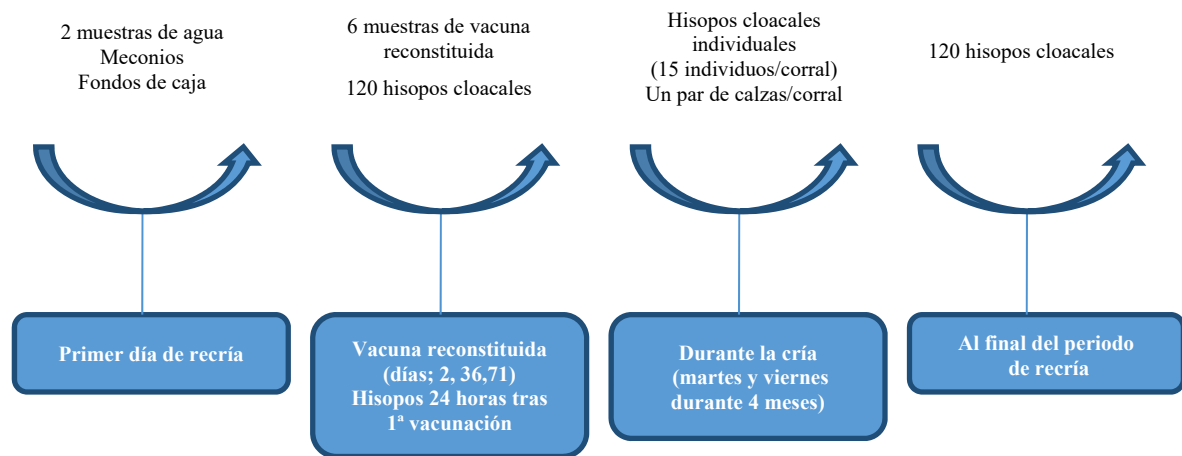 2 muestras de agua
Meconios
Fondos de caja
6 muestras de vacuna
reconstituida
120 hisopos cloacales
Hisopos cloacales
individuales
(15 individuos/corral)
Un par de calzas/corral
120 hisopos cloacales
Primer día de recría
Vacuna reconstituida
(días; 2, 36,71)
Hisopos 24 horas tras
1ª vacunación
Durante la cría
(martes y viernes
durante 4 meses)
Al final del periodo
de recría